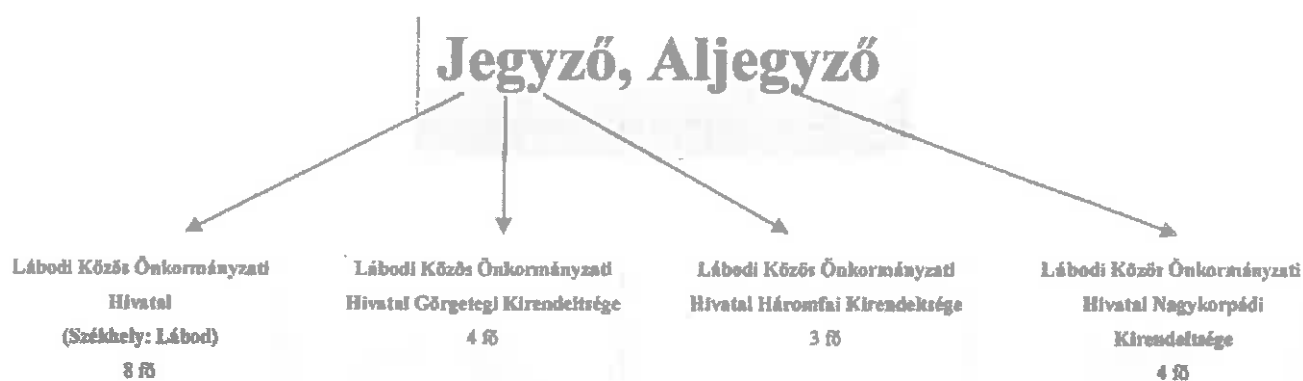 Jegyző, Aljegyző
Lábodi Közös Önkormányzati
Hivatal
(Székhely: Lábod)
8 fő
Lábodi Közös Önkormányzati
Hivatal Görgetegi Kirendeltsége
4 fő
Lábodi Közös Önkormányzati
Hivatal Háromfai Kirendeltsége
3 fő
Lábodi Közös Önkormányzati
Hivatal Nagykorpádi
Kirendeltsége
4 fő